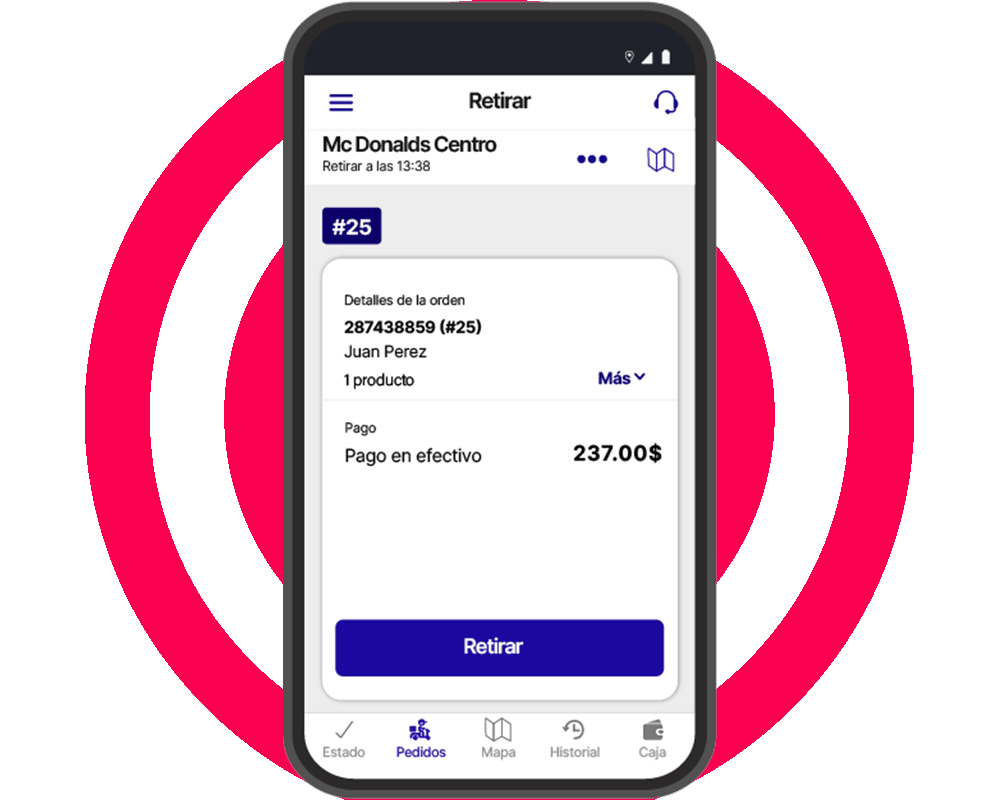 Retirar
Mc Donalds Centro
Retirar a las 13:38
#25
Detalles de la orden
287438859 (#25)
Juan Perez
1 producto
Más
Pago
Pago en efectivo
237.00$
Retirar
Estado
Pedidos
Mapa
Historial
Caja